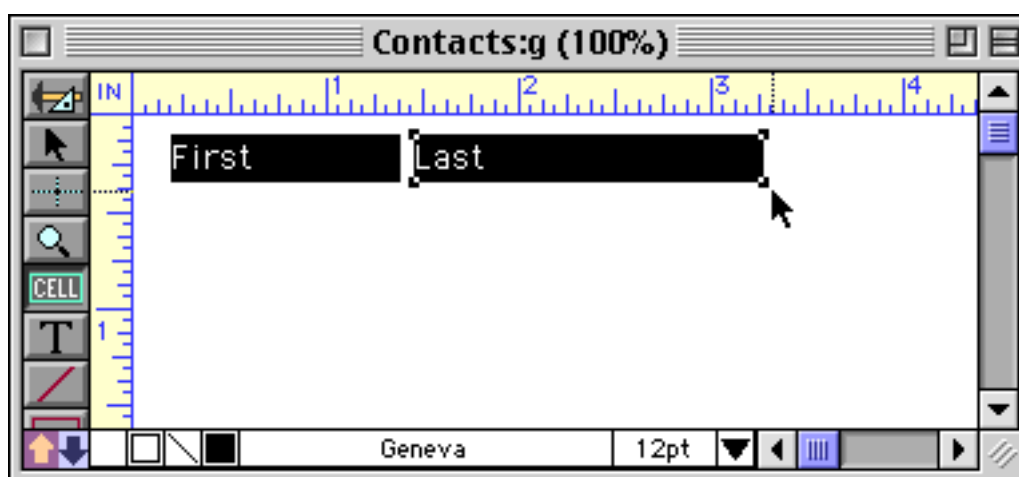 Contacts:g (100%)
IN 1 2 3 4
First Last
CELL
T
1
Geneva 12pt